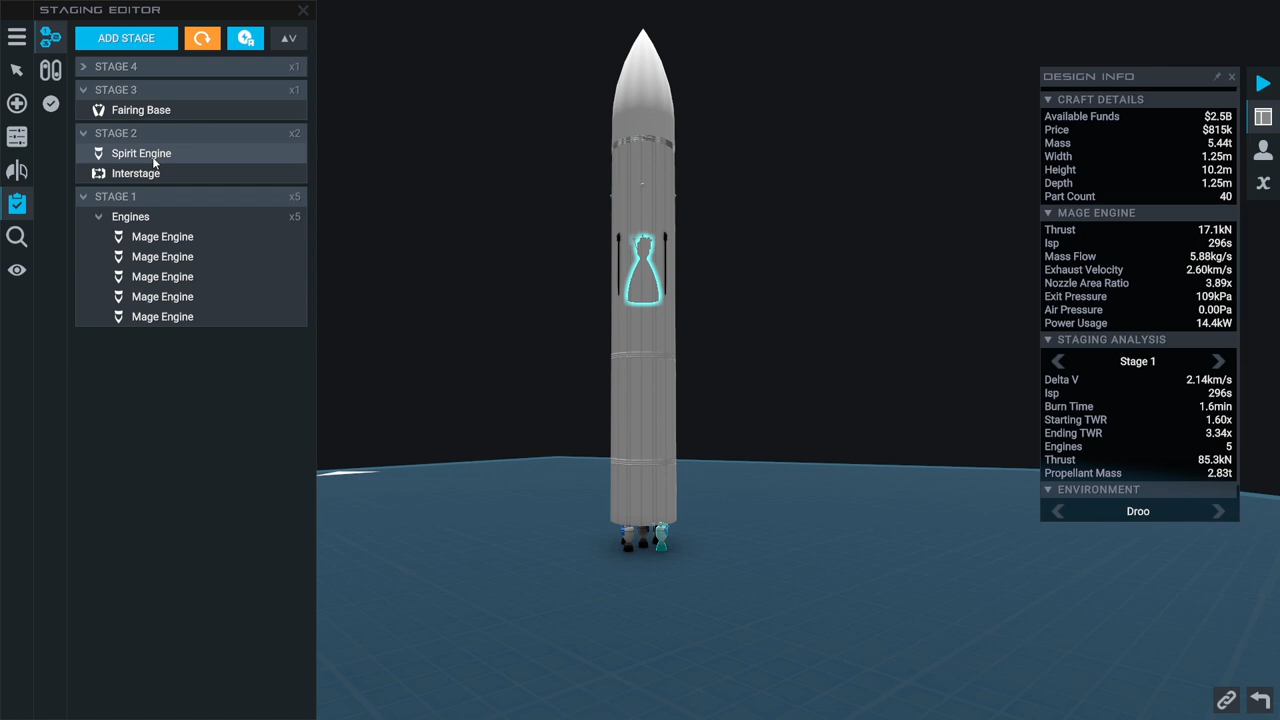 STAGING EDITOR
ADD STAGE
STAGE 4 x1
STAGE 3 x1
Fairing Base
STAGE 2 x2
Spirit Engine
Interstage
STAGE 1 x5
Engines x5
Mage Engine
Mage Engine
Mage Engine
Mage Engine
Mage Engine
DESIGN INFO
CRAFT DETAILS
Available Funds $2.5B
Price $815k
Mass 5.44t
Width 1.25m
Height 10.2m
Depth 1.25m
Part Count 40
MAGE ENGINE
Thrust 17.1kN
Isp 296s
Mass Flow 5.88kg/s
Exhaust Velocity 2.60km/s
Nozzle Area Ratio 3.89x
Exit Pressure 109kPa
Air Pressure 0.00Pa
Power Usage 14.4kW
STAGING ANALYSIS
Stage 1
Delta V 2.14km/s
Isp 296s
Burn Time 1.6min
Starting TWR 1.60x
Ending TWR 3.34x
Engines 5
Thrust 85.3kN
Propellant Mass 2.83t
ENVIRONMENT
Droo